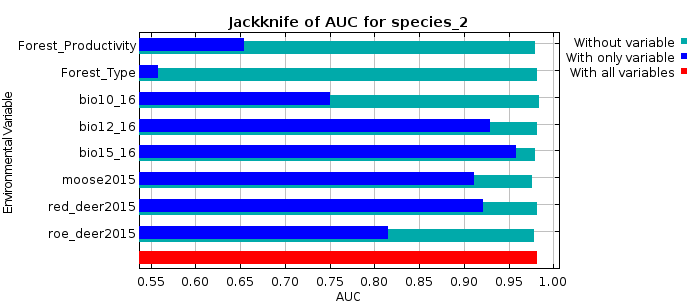 Jackknife of AUC for species_2
Environmental Variable
Forest_Productivity
Forest_Type
bio10_16
bio12_16
bio15_16
moose2015
red_deer2015
roe_deer2015
0.55 0.60 0.65 0.70 0.75 0.80 0.85 0.90 0.95 1.00
AUC
Without variable
With only variable
With all variables